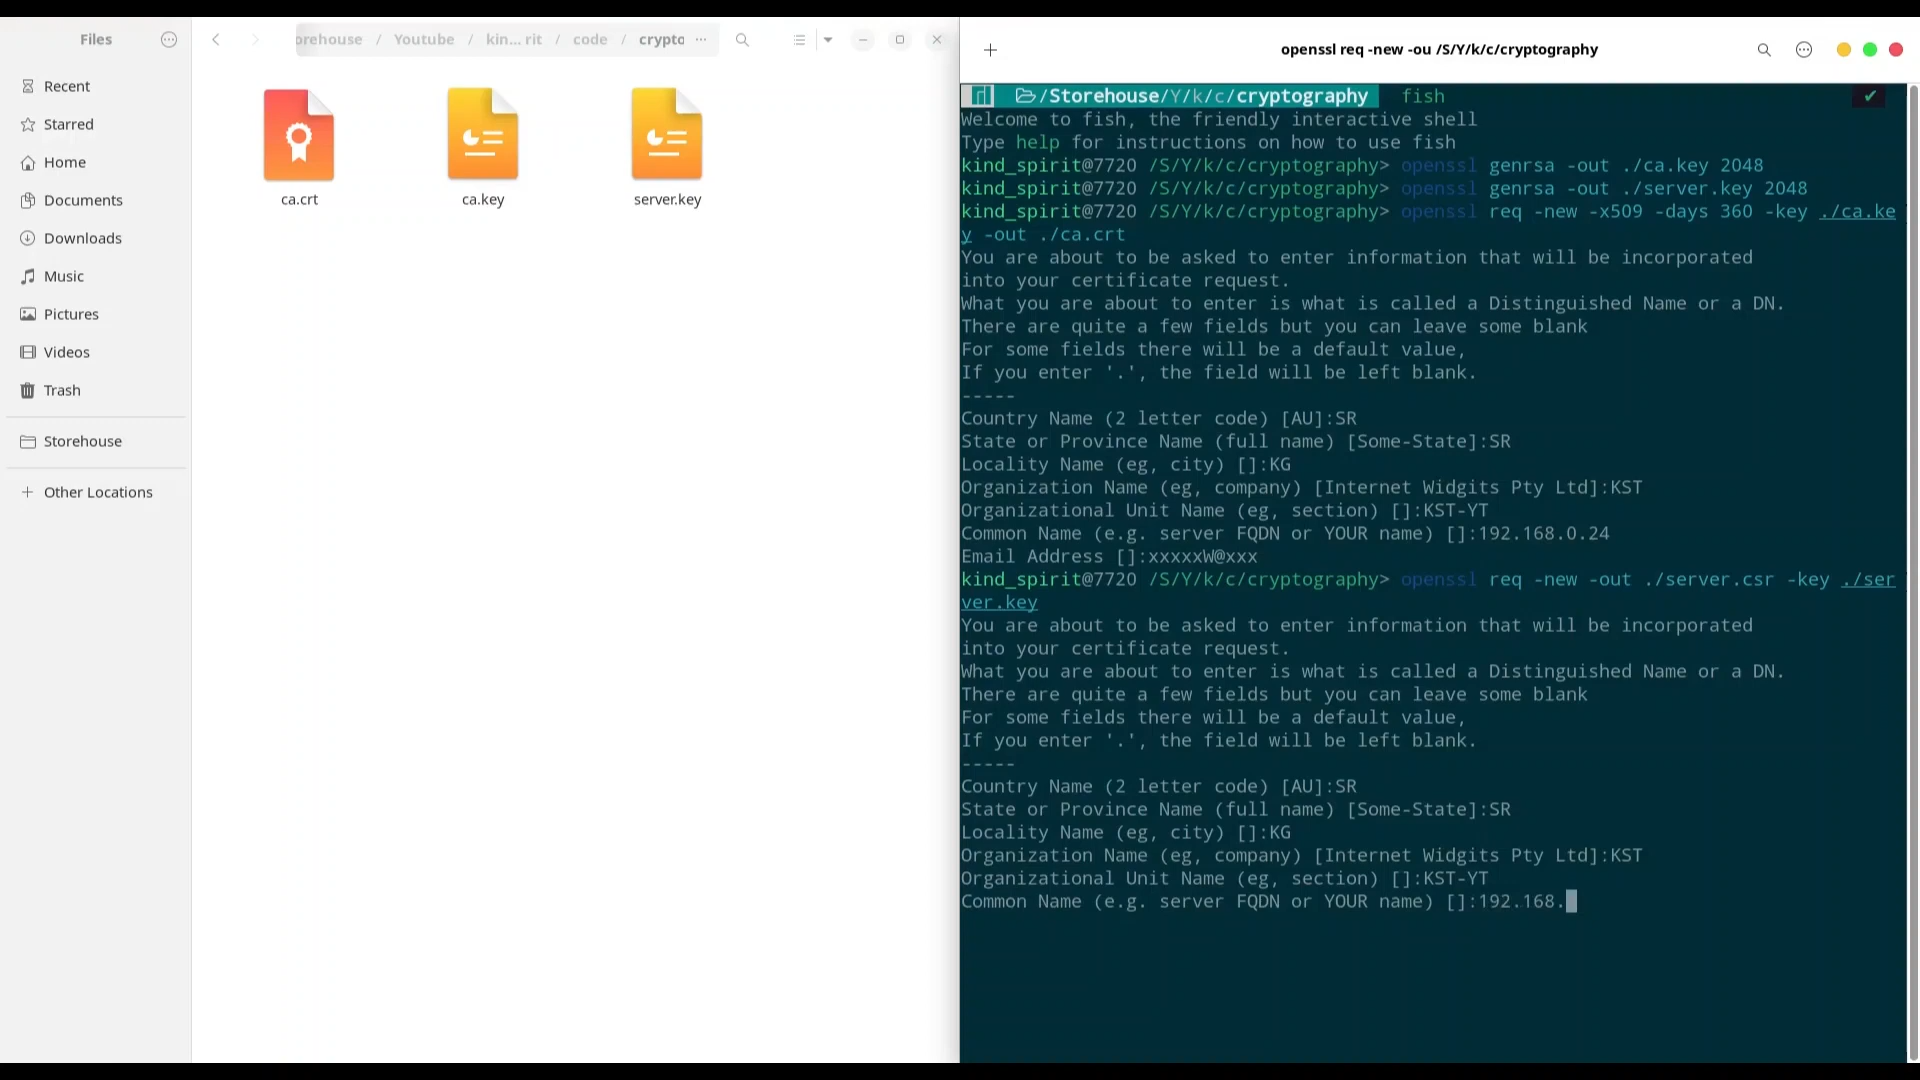 Files
Recent
Starred
Home
Documents
Downloads
Music
Pictures
Videos
Trash
Storehouse
Other Locations
orehouse / Youtube / kin... rit / code / crypto ...
ca.crt
ca.key
server.key
openssl req -new -ou /S/Y/k/c/cryptography
/Storehouse/Y/k/c/cryptography fish
Welcome to fish, the friendly interactive shell
Type help for instructions on how to use fish
kind_spirit@7720 /S/Y/k/c/cryptography> openssl genrsa -out ./ca.key 2048
kind_spirit@7720 /S/Y/k/c/cryptography> openssl genrsa -out ./server.key 2048
kind_spirit@7720 /S/Y/k/c/cryptography> openssl req -new -x509 -days 360 -key ./ca.ke
y -out ./ca.crt
You are about to be asked to enter information that will be incorporated
into your certificate request.
What you are about to enter is what is called a Distinguished Name or a DN.
There are quite a few fields but you can leave some blank
For some fields there will be a default value,
If you enter '.', the field will be left blank.
-----
Country Name (2 letter code) [AU]:SR
State or Province Name (full name) [Some-State]:SR
Locality Name (eg, city) []:KG
Organization Name (eg, company) [Internet Widgits Pty Ltd]:KST
Organizational Unit Name (eg, section) []:KST-YT
Common Name (e.g. server FQDN or YOUR name) []:192.168.0.24
Email Address []:xxxxxW@xxx
kind_spirit@7720 /S/Y/k/c/cryptography> openssl req -new -out ./server.csr -key ./ser
ver.key
You are about to be asked to enter information that will be incorporated
into your certificate request.
What you are about to enter is what is called a Distinguished Name or a DN.
There are quite a few fields but you can leave some blank
For some fields there will be a default value,
If you enter '.', the field will be left blank.
-----
Country Name (2 letter code) [AU]:SR
State or Province Name (full name) [Some-State]:SR
Locality Name (eg, city) []:KG
Organization Name (eg, company) [Internet Widgits Pty Ltd]:KST
Organizational Unit Name (eg, section) []:KST-YT
Common Name (e.g. server FQDN or YOUR name) []:192.168.